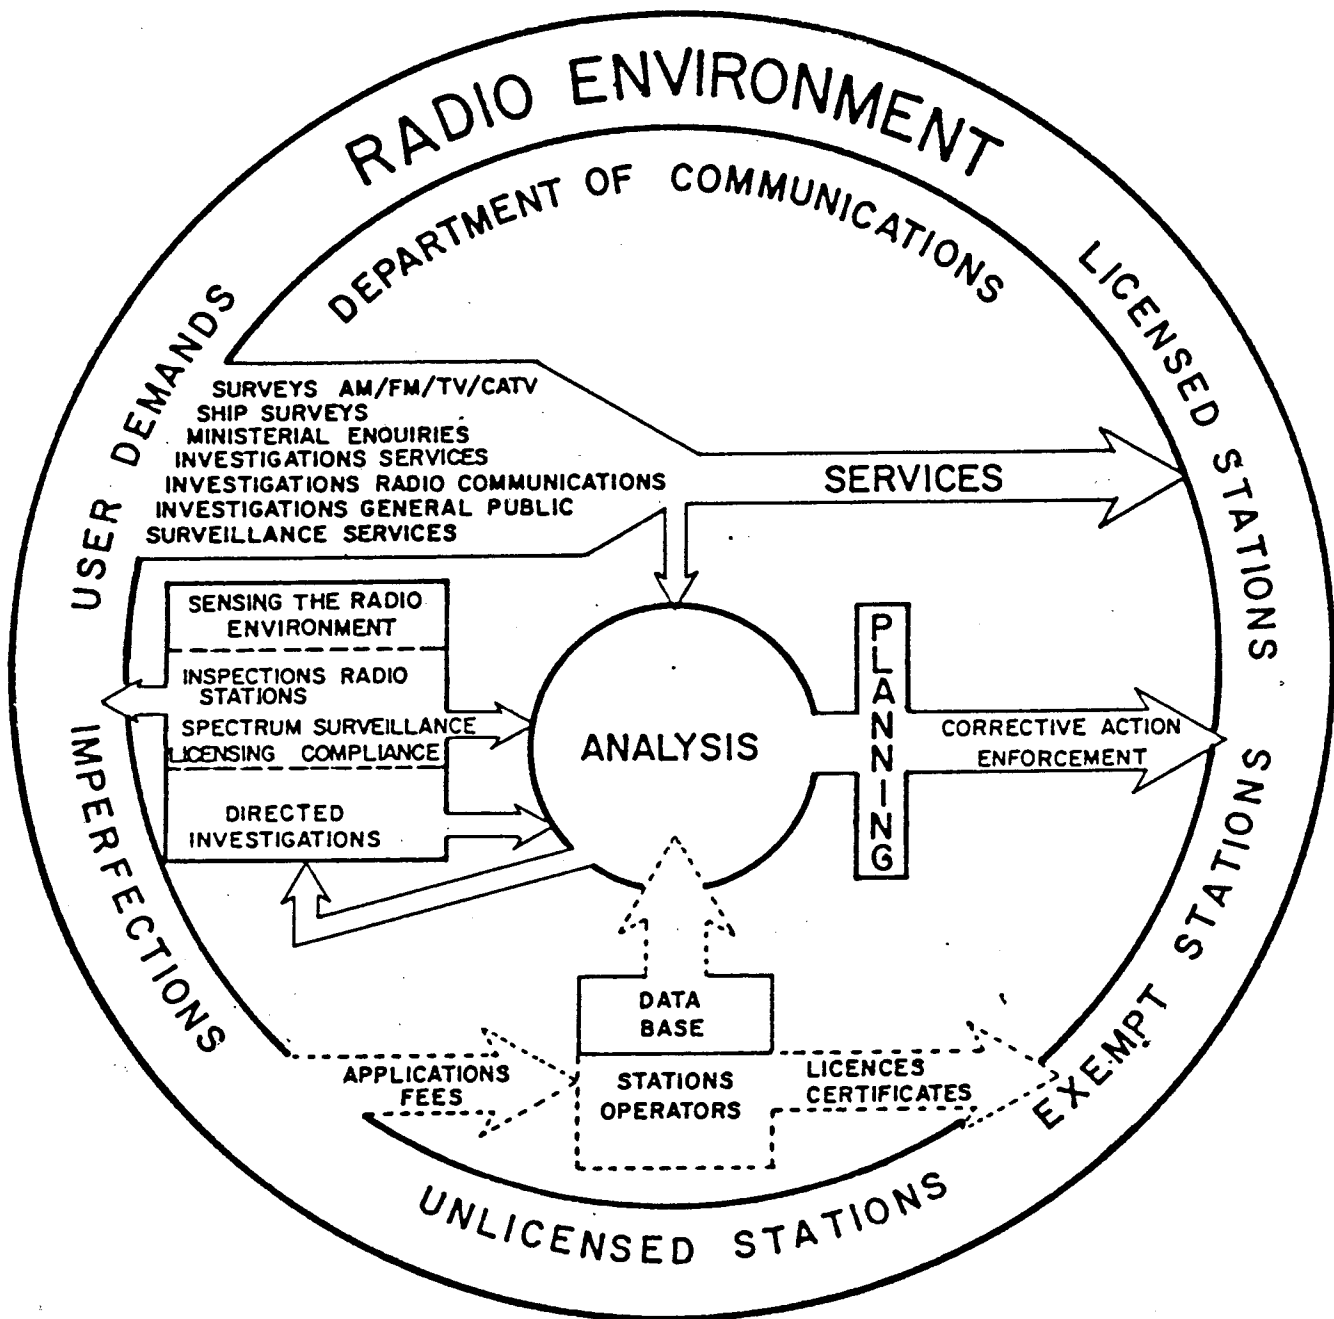 RADIO ENVIRONMENT
DEPARTMENT OF COMMUNICATIONS
USER DEMANDS
LICENSED STATIONS
SURVEYS AM/FM/TV/CATV
SHIP SURVEYS
MINISTERIAL ENQUIRIES
INVESTIGATIONS SERVICES
INVESTIGATIONS RADIO COMMUNICATIONS
INVESTIGATIONS GENERAL PUBLIC
SURVEILLANCE SERVICES
SERVICES
SENSING THE RADIO
ENVIRONMENT
INSPECTIONS RADIO
STATIONS
SPECTRUM SURVEILLANCE
LICENSING COMPLIANCE
DIRECTED
INVESTIGATIONS
ANALYSIS
PLANNING
CORRECTIVE ACTION
ENFORCEMENT
IMPERFECTIONS
EXEMPT STATIONS
DATA
BASE
APPLICATIONS
FEES
STATIONS
OPERATORS
LICENCES
CERTIFICATES
UNLICENSED STATIONS